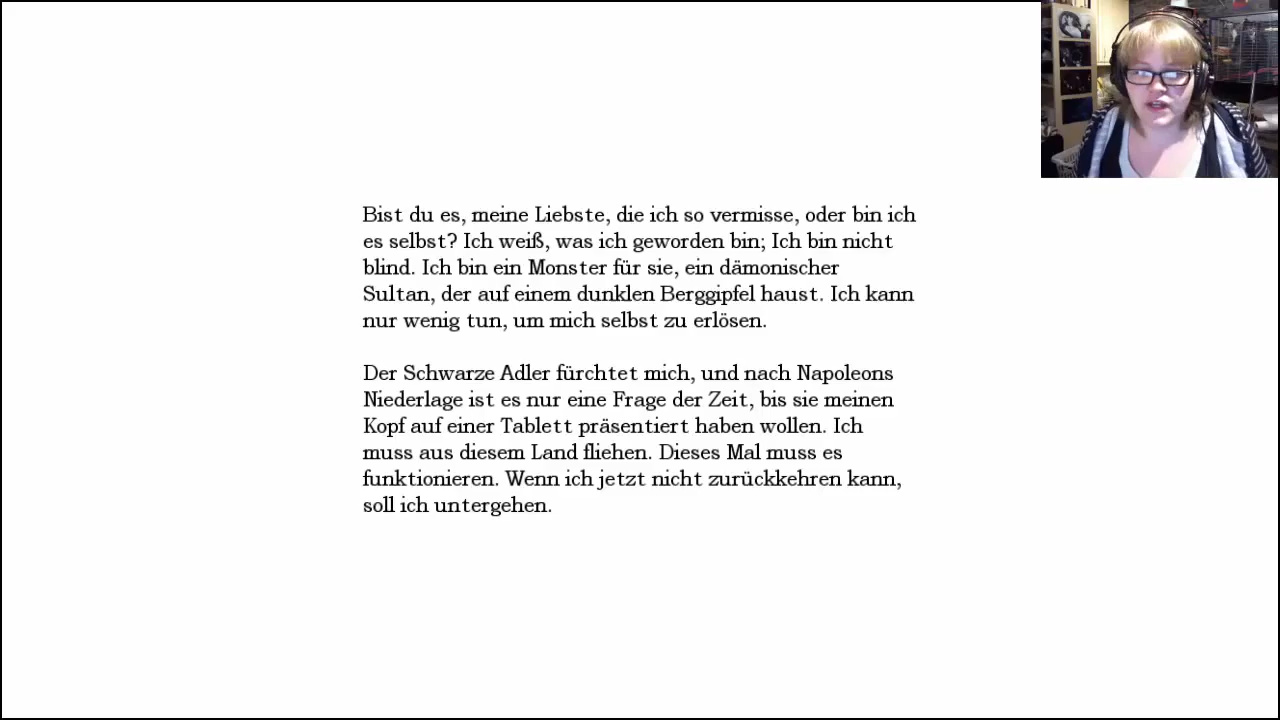 Bist du es, meine Liebste, die ich so vermisse, oder bin ich
es selbst? Ich weiß, was ich geworden bin; Ich bin nicht
blind. Ich bin ein Monster für sie, ein dämonischer
Sultan, der auf einem dunklen Berggipfel haust. Ich kann
nur wenig tun, um mich selbst zu erlösen.
Der Schwarze Adler fürchtet mich, und nach Napoleons
Niederlage ist es nur eine Frage der Zeit, bis sie meinen
Kopf auf einer Tablett präsentiert haben wollen. Ich
muss aus diesem Land fliehen. Dieses Mal muss es
funktionieren. Wenn ich jetzt nicht zurückkehren kann,
soll ich untergehen.